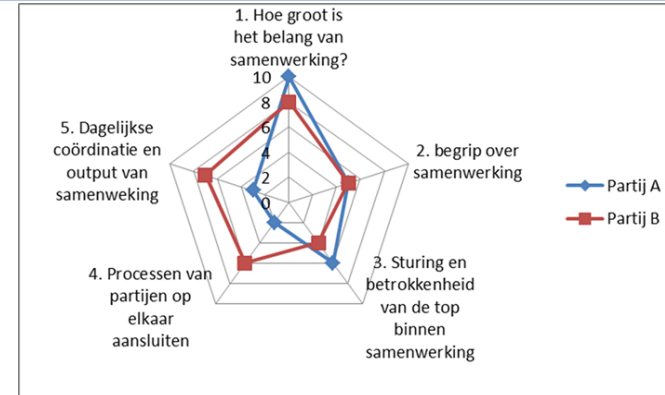 1. Hoe groot is
het belang van
samenwerking?
10
8
6
4
2
0
2. begrip over
samenwerking
3. Sturing en
betrokkenheid
van de top
binnen
samenwerking
4. Processen van
partijen op
elkaar
aansluiten
5. Dagelijkse
coördinatie en
output van
samenweking
Partij A
Partij B